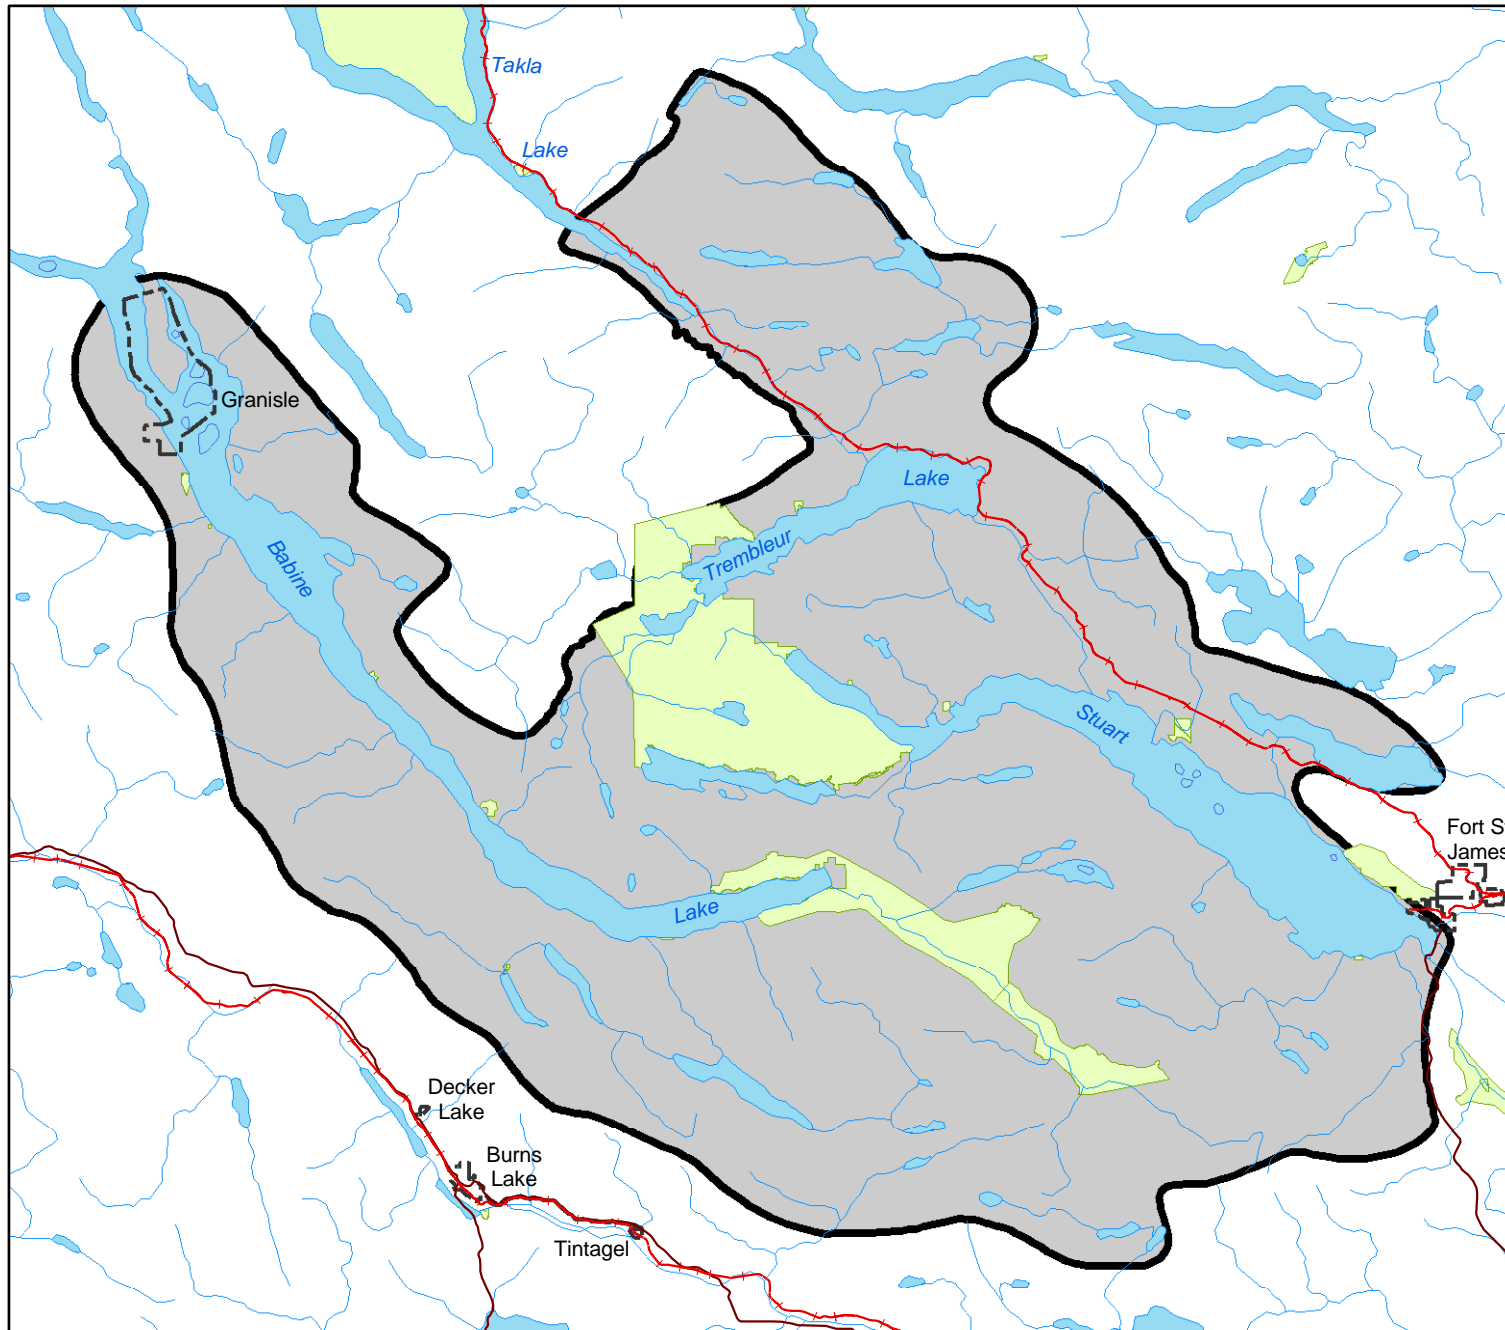 Takla
Lake
Granisle
Lake
Trembleur
Babine
Stuart
Fort S
James
Lake
Decker
Lake
Burns
Lake
Tintagel